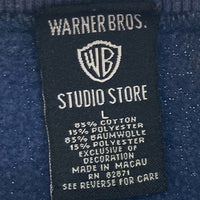 WARNER BROS.
WB
STUDIO STORE
L
85% COTTON
15% POLYESTER
85% BAUMWOLLE
15% POLYESTER
EXCLUSIVE OF
DECORATION
MADE IN MACAU
RN 82871
SEE REVERSE FOR CARE